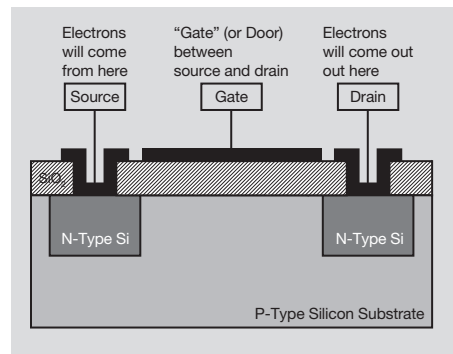 Electrons
will come
from here
“Gate” (or Door)
between
source and drain
Electrons
will come out
out here
Source
Gate
Drain
SiO2
N-Type Si
N-Type Si
P-Type Silicon Substrate